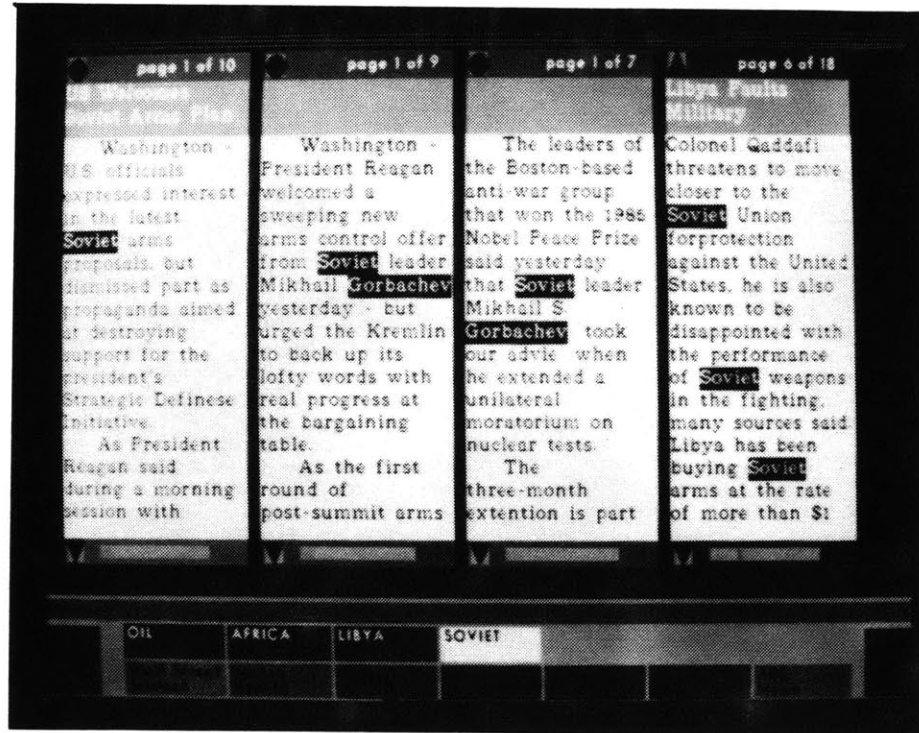 page 1 of 10
US Welcomes
Soviet Arms Plan
Washington -
U.S. officials
expressed interest
in the latest
Soviet arms
proposals, but
dismissed part as
propaganda aimed
at destroying
support for the
president's
Strategic Definese
Initiative.
As President
Reagan said
during a morning
session with
page 1 of 9
Washington -
President Reagan
welcomed a
sweeping new
arms control offer
from Soviet leader
Mikhail Gorbachev
yesterday - but
urged the Kremlin
to back up its
lofty words with
real progress at
the bargaining
table.
As the first
round of
post-summit arms
page 1 of 7
The leaders of
the Boston-based
anti-war group
that won the 1985
Nobel Peace Prize
said yesterday
that Soviet leader
Mikhail S.
Gorbachev took
our advie when
he extended a
unilateral
moratorium on
nuclear tests.
The
three-month
extention is part
page 6 of 18
Libya Faults
Military
Colonel Qaddafi
threatens to move
closer to the
Soviet Union
forprotection
against the United
States, he is also
known to be
disappointed with
the performance
of Soviet weapons
in the fighting,
many sources said.
Libya has been
buying Soviet
arms at the rate
of more than $1
OIL
AFRICA
LIBYA
SOVIET